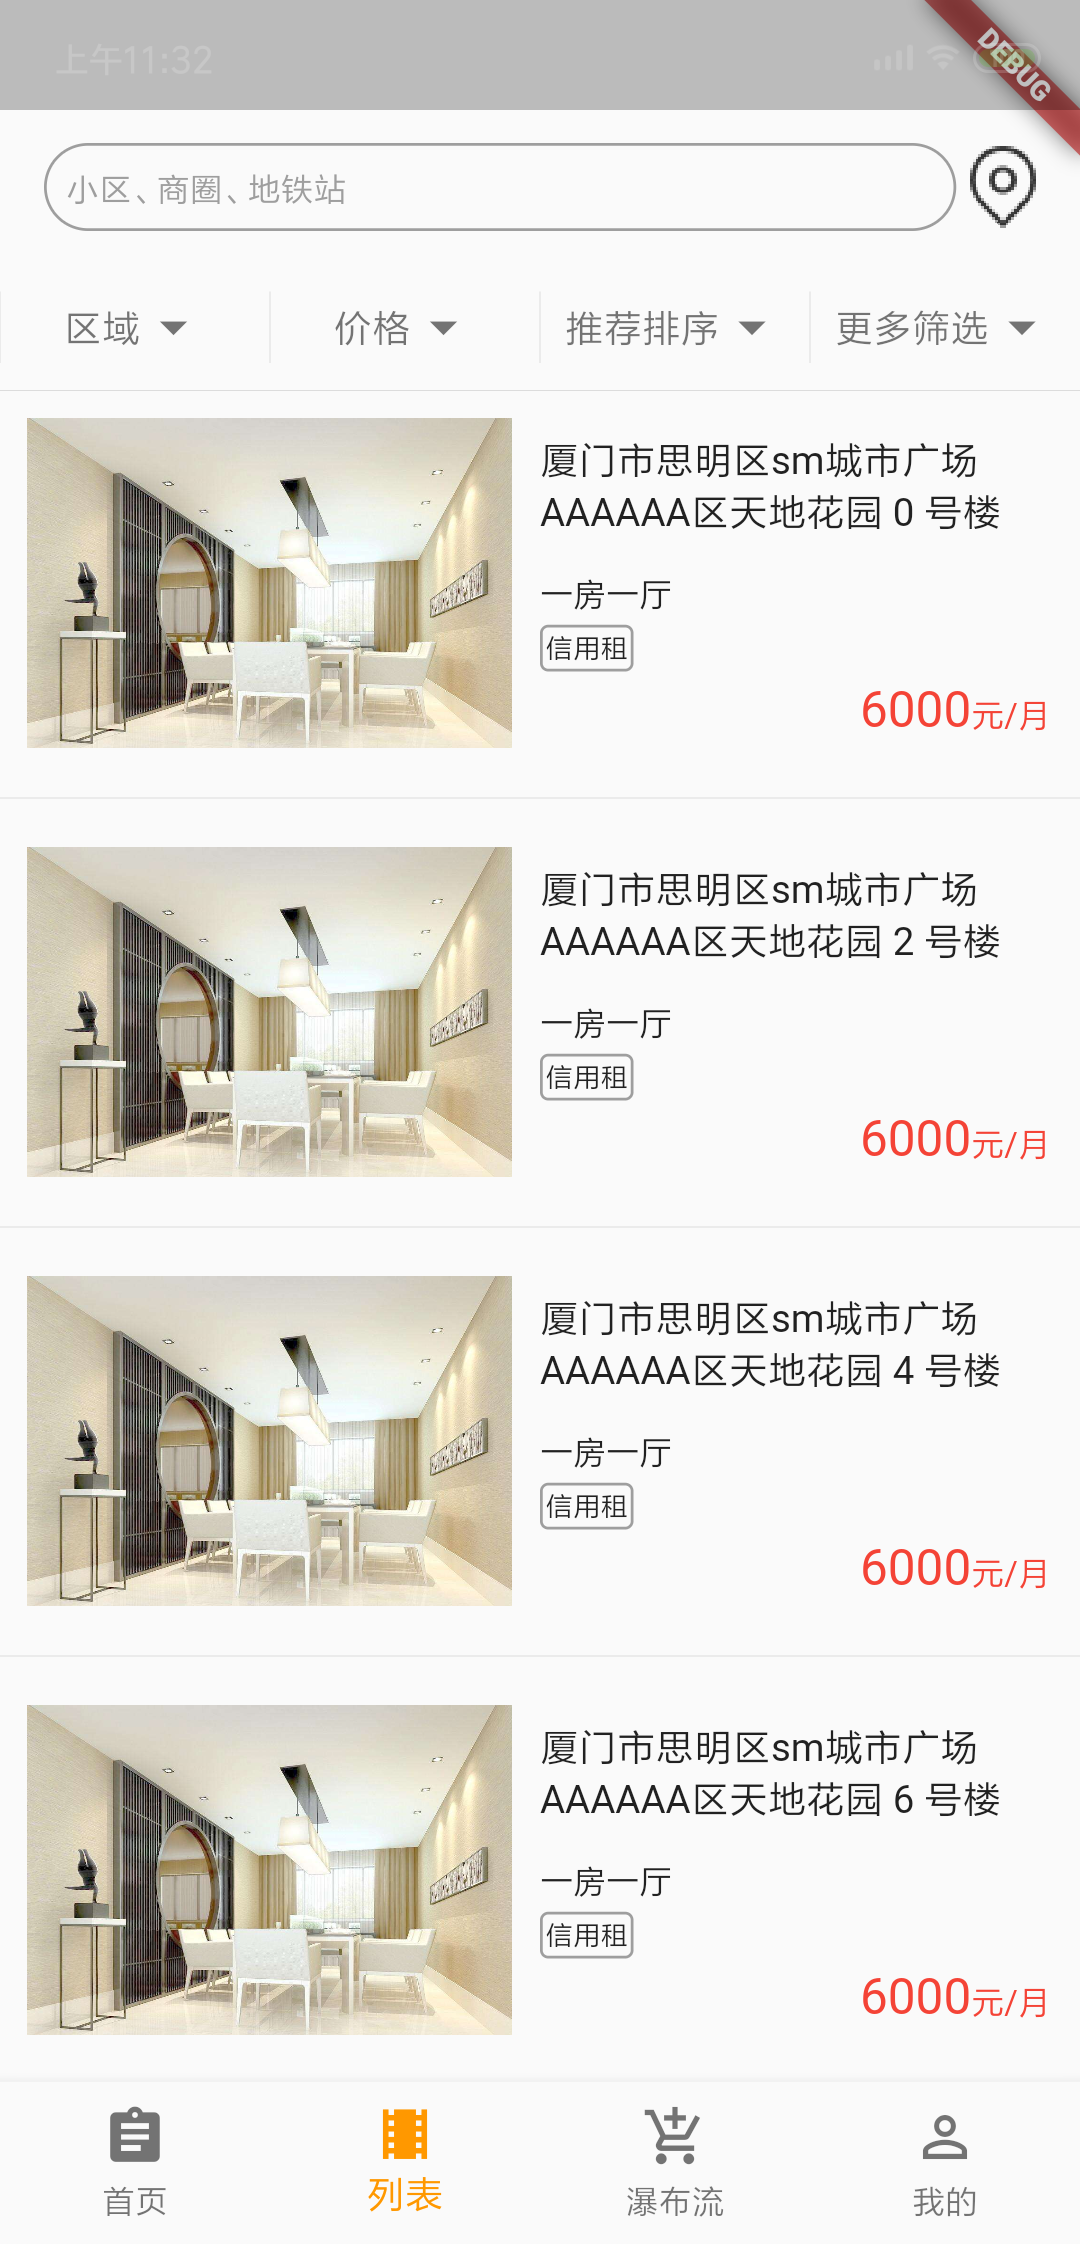 上午11:32
DEBUG
小区、商圈、地铁站
区域
价格
推荐排序
更多筛选
厦门市思明区sm城市广场
AAAAAA区天地花园 0 号楼
一房一厅
信用租
6000元/月
厦门市思明区sm城市广场
AAAAAA区天地花园 2 号楼
一房一厅
信用租
6000元/月
厦门市思明区sm城市广场
AAAAAA区天地花园 4 号楼
一房一厅
信用租
6000元/月
厦门市思明区sm城市广场
AAAAAA区天地花园 6 号楼
一房一厅
信用租
6000元/月
首页
列表
瀑布流
我的